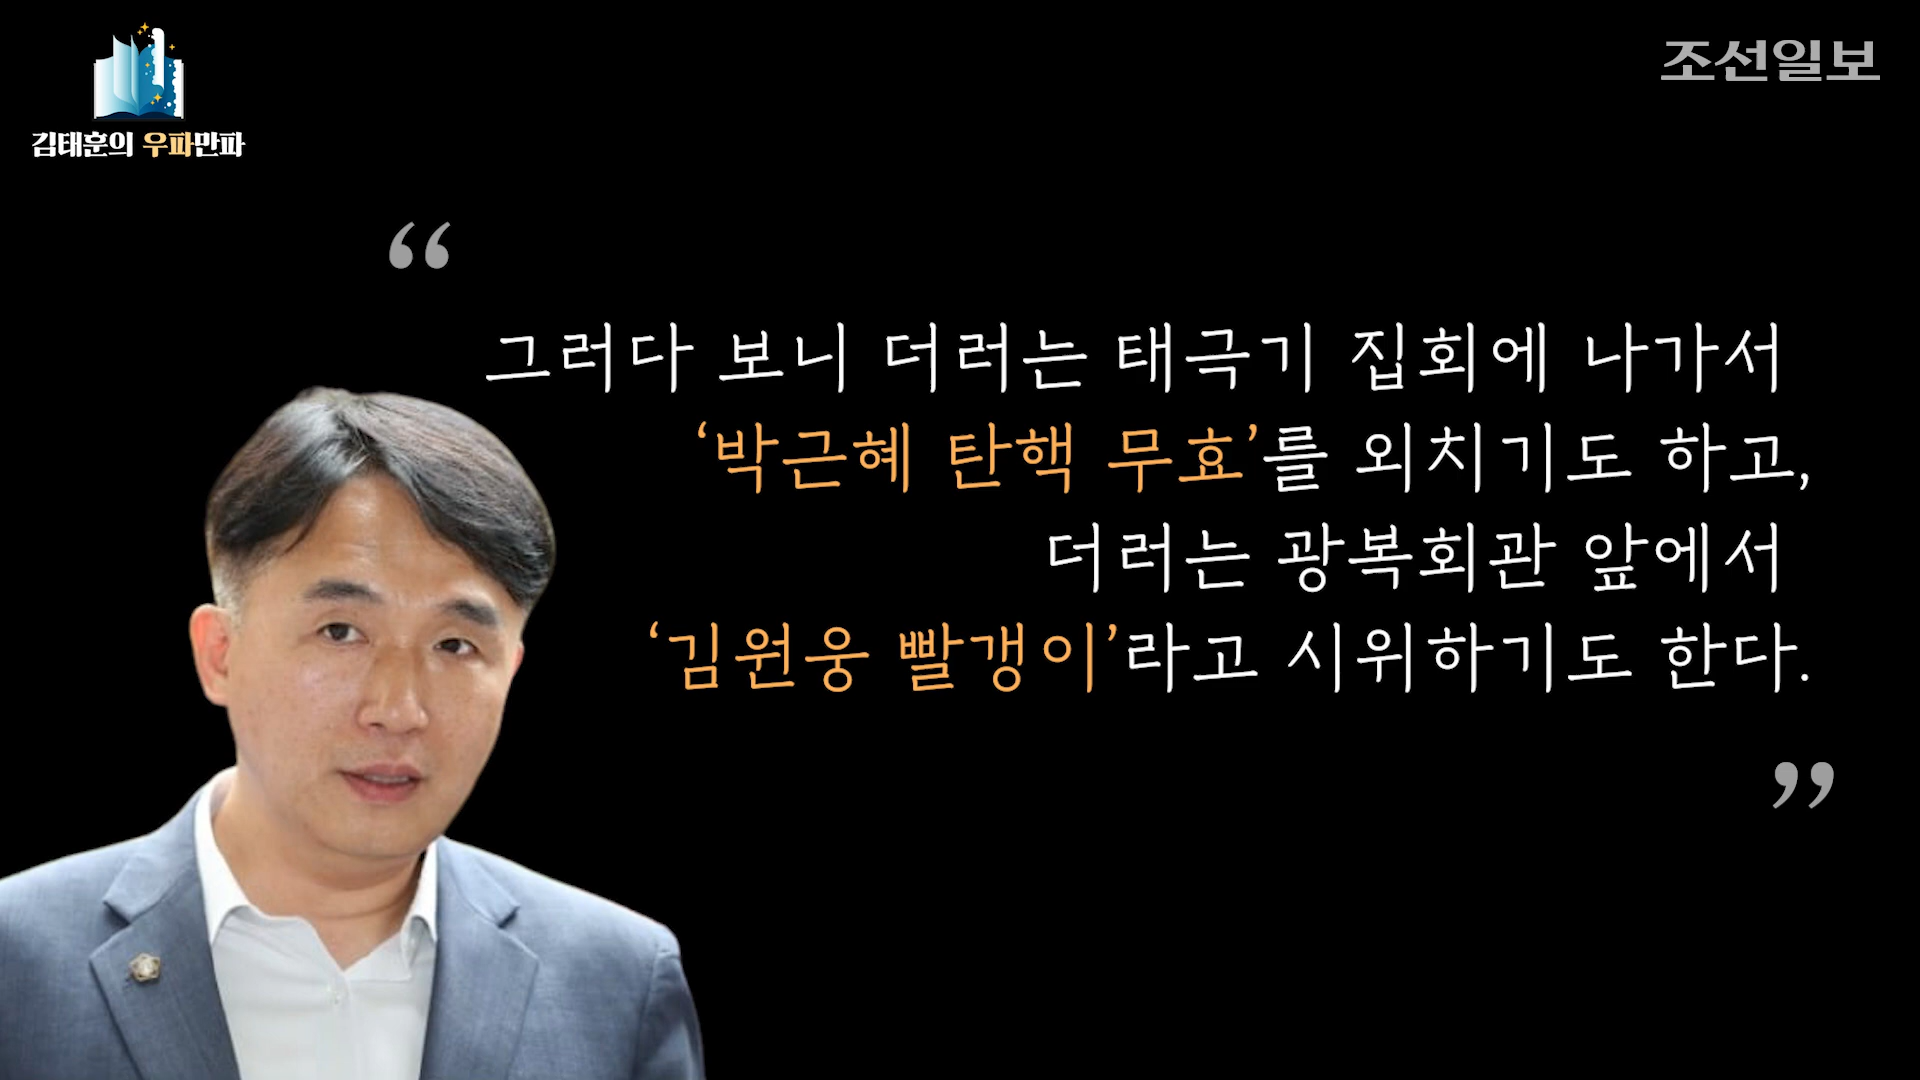 김태훈의 우파만파
조선일보
“
그러다 보니 더러는 태극기 집회에 나가서
‘박근혜 탄핵 무효’를 외치기도 하고,
더러는 광복회관 앞에서
‘김원웅 빨갱이’라고 시위하기도 한다.
”